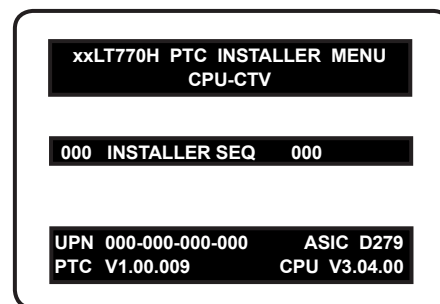 xxLT770H PTC INSTALLER MENU
CPU-CTV
000 INSTALLER SEQ 000
UPN 000-000-000-000 ASIC D279
PTC V1.00.009 CPU V3.04.00